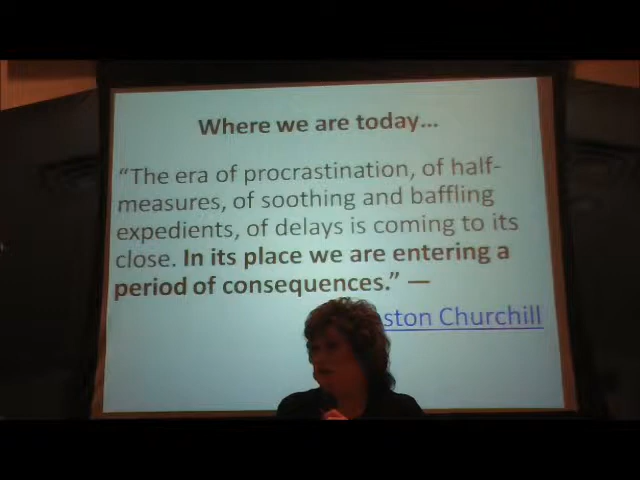 Where we are today...
“The era of procrastination, of half-
measures, of soothing and baffling
expedients, of delays is coming to its
close. In its place we are entering a
period of consequences.” —
ston Churchill